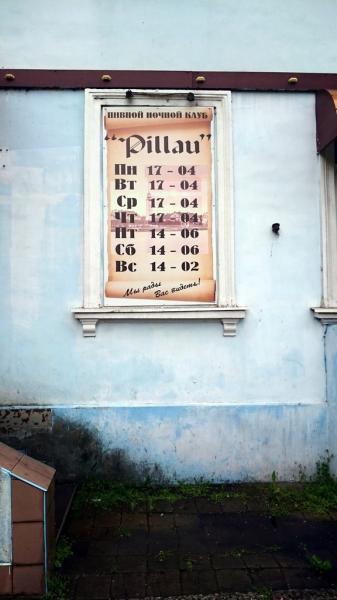 ПИВНОЙ НОЧНОЙ КЛУБ
"Pillau"
Пн 17 - 04
Вт 17 - 04
Ср 17 - 04
Чт 17 - 04
Пт 14 - 06
Сб 14 - 06
Вс 14 - 02
Мы рады Вас видеть!